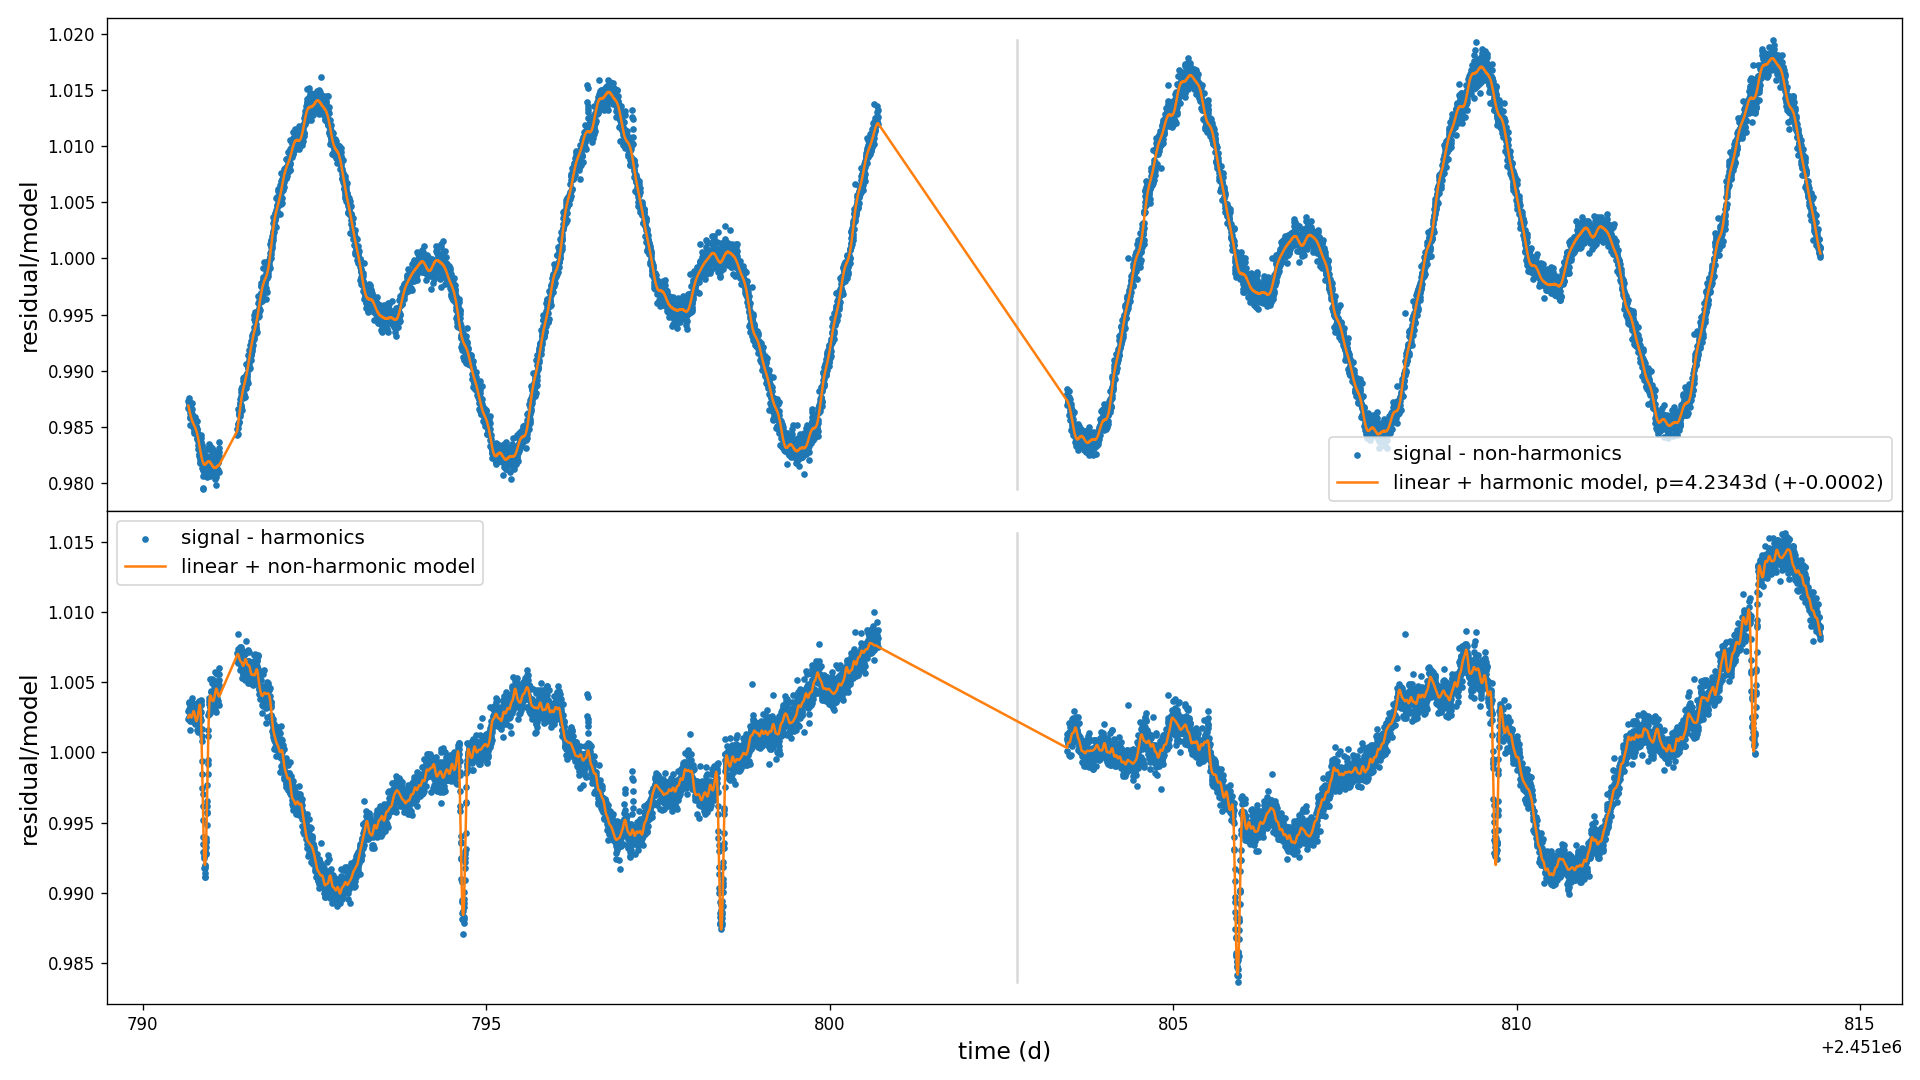 1.020
1.015
1.010
1.005
1.000
0.995
0.990
0.985
0.980
residual/model
signal - non-harmonics
linear + harmonic model, p=4.2343d (+-0.0002)
signal - harmonics
linear + non-harmonic model
1.015
1.010
1.005
1.000
0.995
0.990
0.985
residual/model
790 795 800 805 810 815
+2.451e6
time (d)